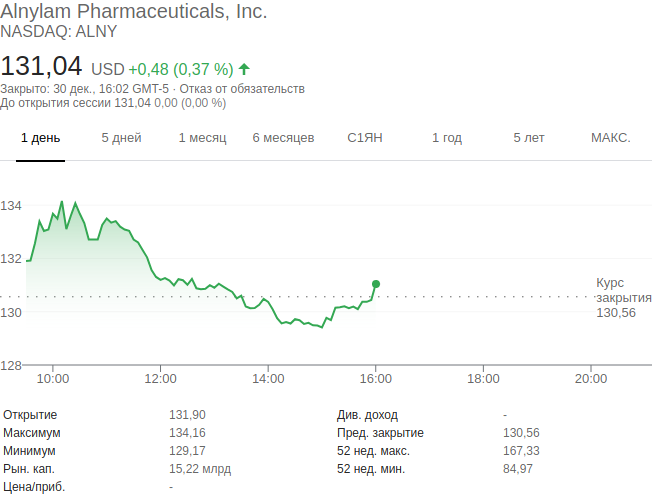 Alnylam Pharmaceuticals, Inc.
NASDAQ: ALNY
131,04 USD +0,48 (0,37 %)
Закрыто: 30 дек., 16:02 GMT-5 · Отказ от обязательств
До открытия сессии 131,04 0,00 (0,00 %)
1 день 5 дней 1 месяц 6 месяцев С1ЯН 1 год 5 лет МАКС.
134
132
130
128
Курс
закрытия
130,56
10:00 12:00 14:00 16:00 18:00 20:00
Открытие 131,90 Див. доход -
Максимум 134,16 Пред. закрытие 130,56
Минимум 129,17 52 нед. макс. 167,33
Рын. кап. 15,22 млрд 52 нед. мин. 84,97
Цена/приб. -